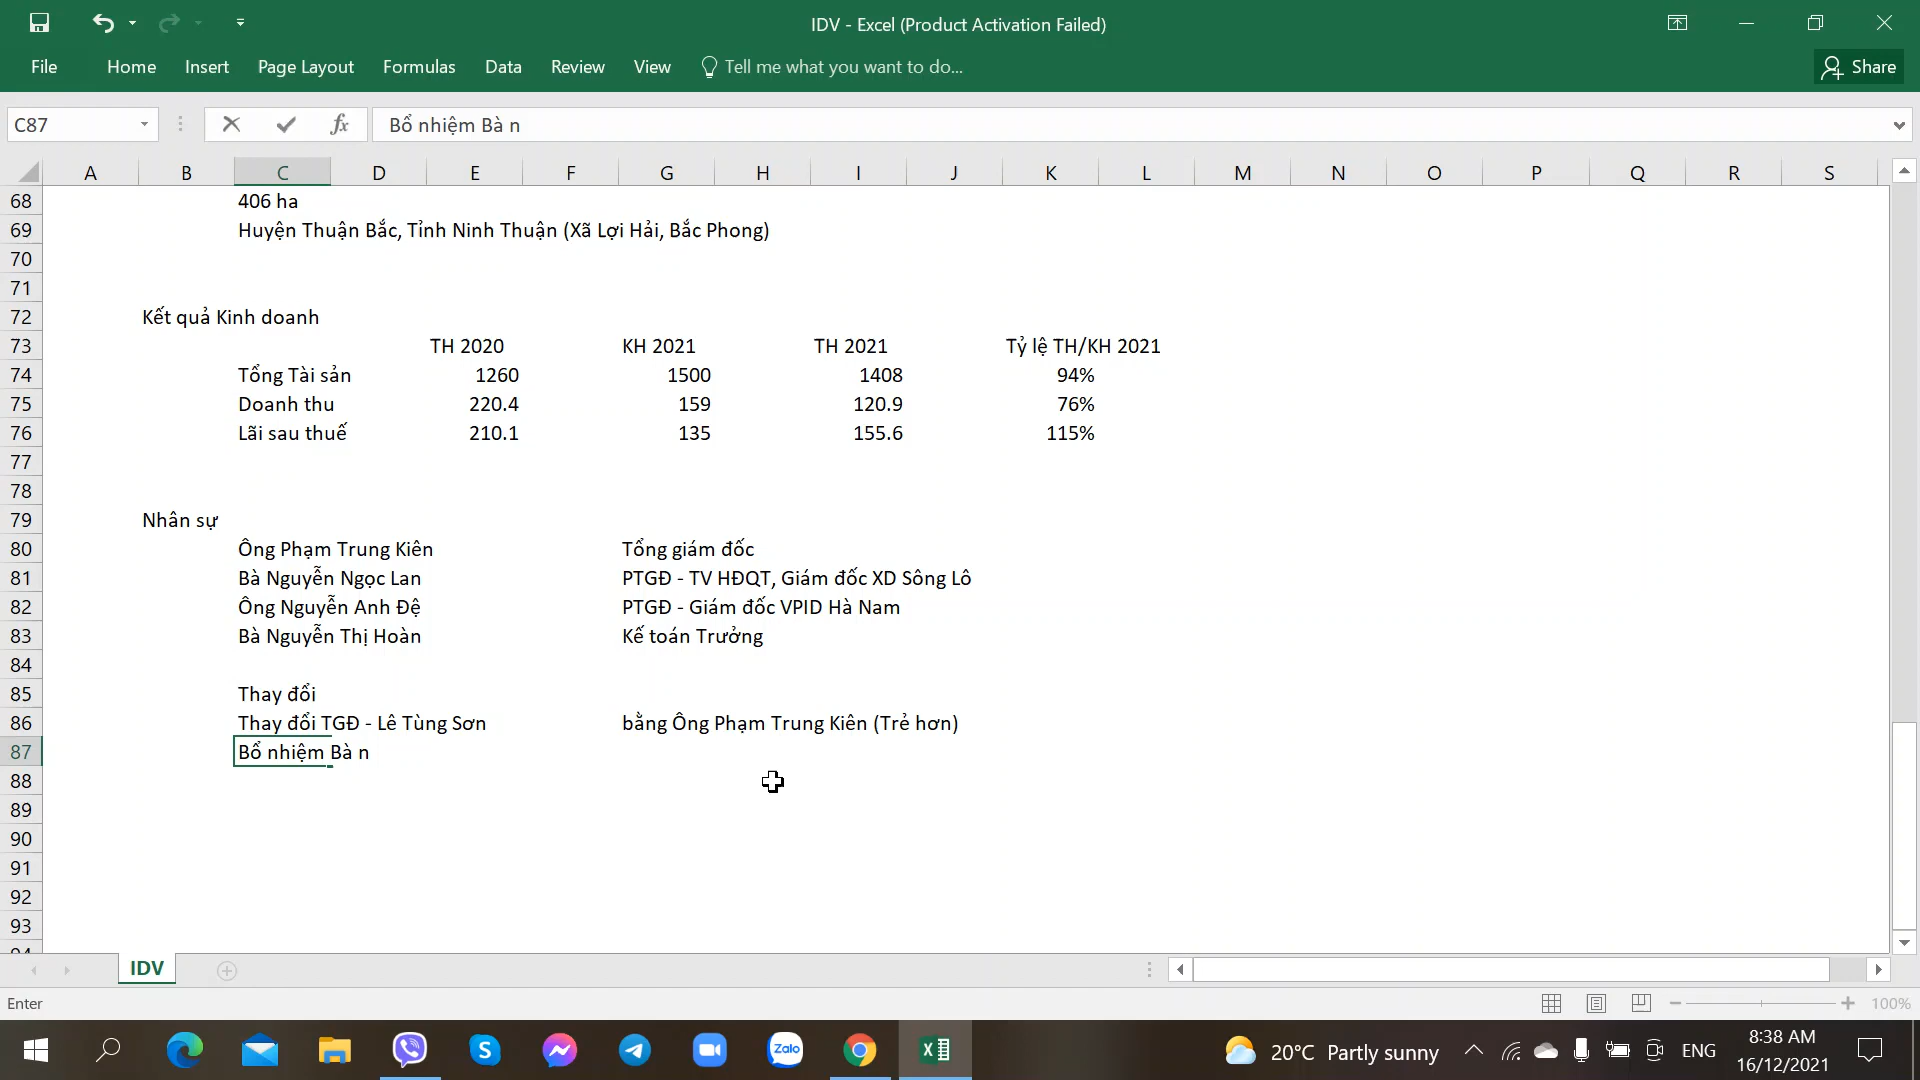 IDV - Excel (Product Activation Failed)
File Home Insert Page Layout Formulas Data Review View Tell me what you want to do... Share
C87 fx Bổ nhiệm Bà n
A B C D E F G H I J K L M N O P Q R S
68 406 ha
69 Huyện Thuận Bắc, Tỉnh Ninh Thuận (Xã Lợi Hải, Bắc Phong)
70
71
72 Kết quả Kinh doanh
73 TH 2020 KH 2021 TH 2021 Tỷ lệ TH/KH 2021
74 Tổng Tài sản 1260 1500 1408 94%
75 Doanh thu 220.4 159 120.9 76%
76 Lãi sau thuế 210.1 135 155.6 115%
77
78
79 Nhân sự
80 Ông Phạm Trung Kiên Tổng giám đốc
81 Bà Nguyễn Ngọc Lan PTGĐ - TV HĐQT, Giám đốc XD Sông Lô
82 Ông Nguyễn Anh Đệ PTGĐ - Giám đốc VPID Hà Nam
83 Bà Nguyễn Thị Hoàn Kế toán Trưởng
84
85 Thay đổi
86 Thay đổi TGĐ - Lê Tùng Sơn bằng Ông Phạm Trung Kiên (Trẻ hơn)
87 Bổ nhiệm Bà n
88
89
90
91
92
93
94
IDV
Enter 100%
Zalo 20°C Partly sunny ENG 8:38 AM
16/12/2021